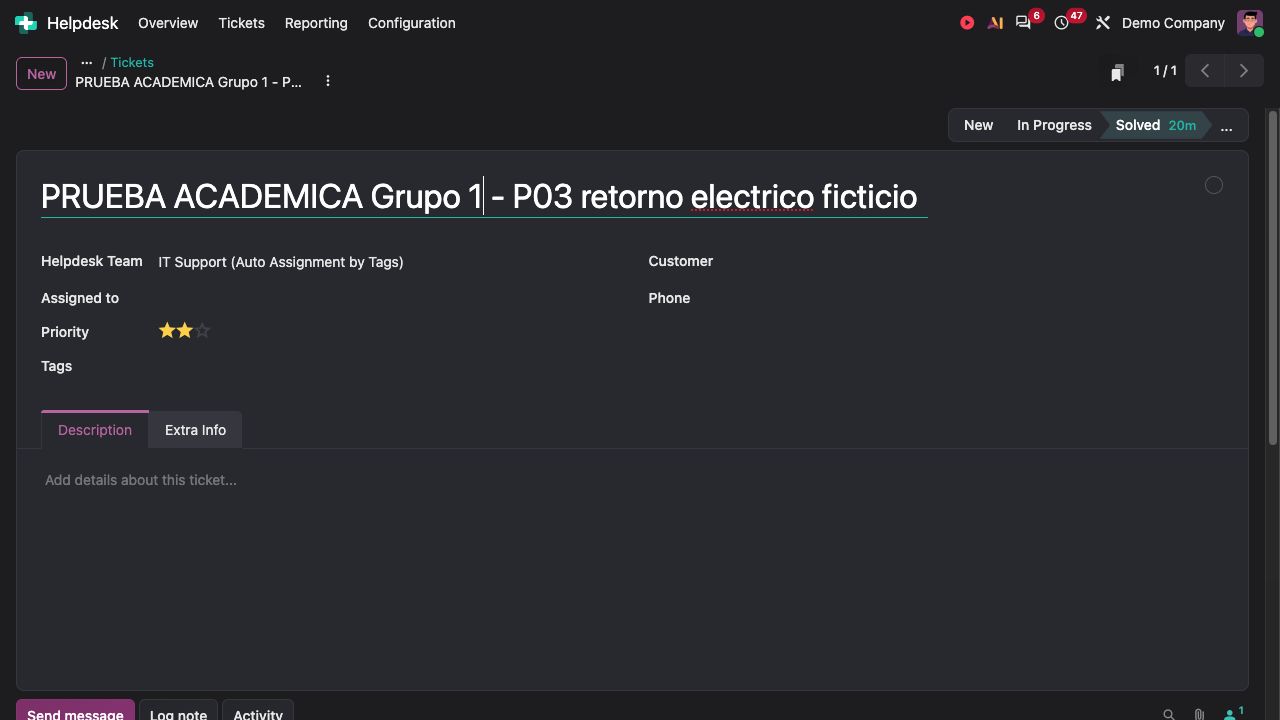 Helpdesk Overview Tickets Reporting Configuration 6 47 Demo Company
New ... / Tickets 1 / 1
PRUEBA ACADEMICA Grupo 1 - P...
New In Progress Solved 20m ...
PRUEBA ACADEMICA Grupo 1 - P03 retorno electrico ficticio
Helpdesk Team IT Support (Auto Assignment by Tags) Customer
Assigned to Phone
Priority
Tags
Description Extra Info
Add details about this ticket...
Send message Log note Activity 1